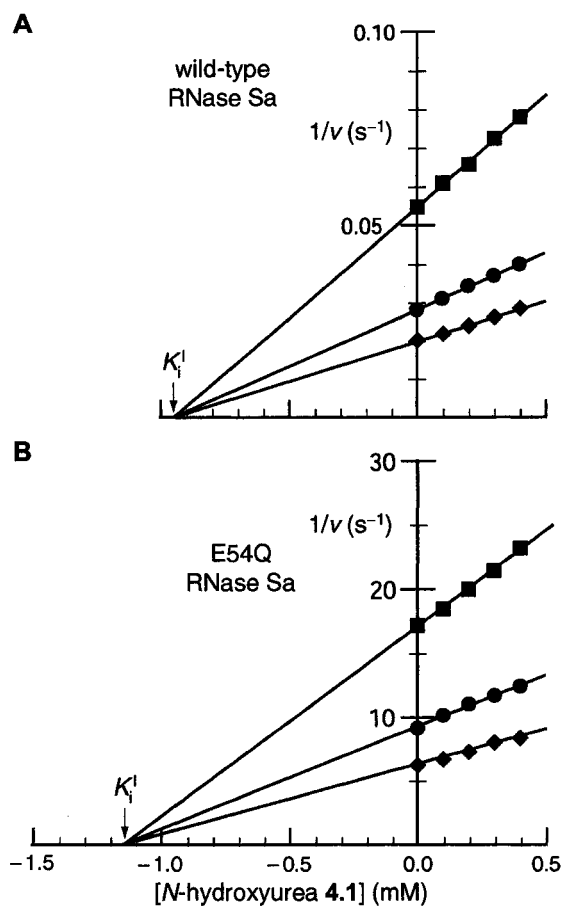 A
wild-type
RNase Sa
0.10
1/v (s⁻¹)
0.05
Kᵢᴵ
B
30
1/v (s⁻¹)
E54Q
RNase Sa
20
10
Kᵢᴵ
−1.5 −1.0 −0.5 0.0 0.5
[N-hydroxyurea 4.1] (mM)